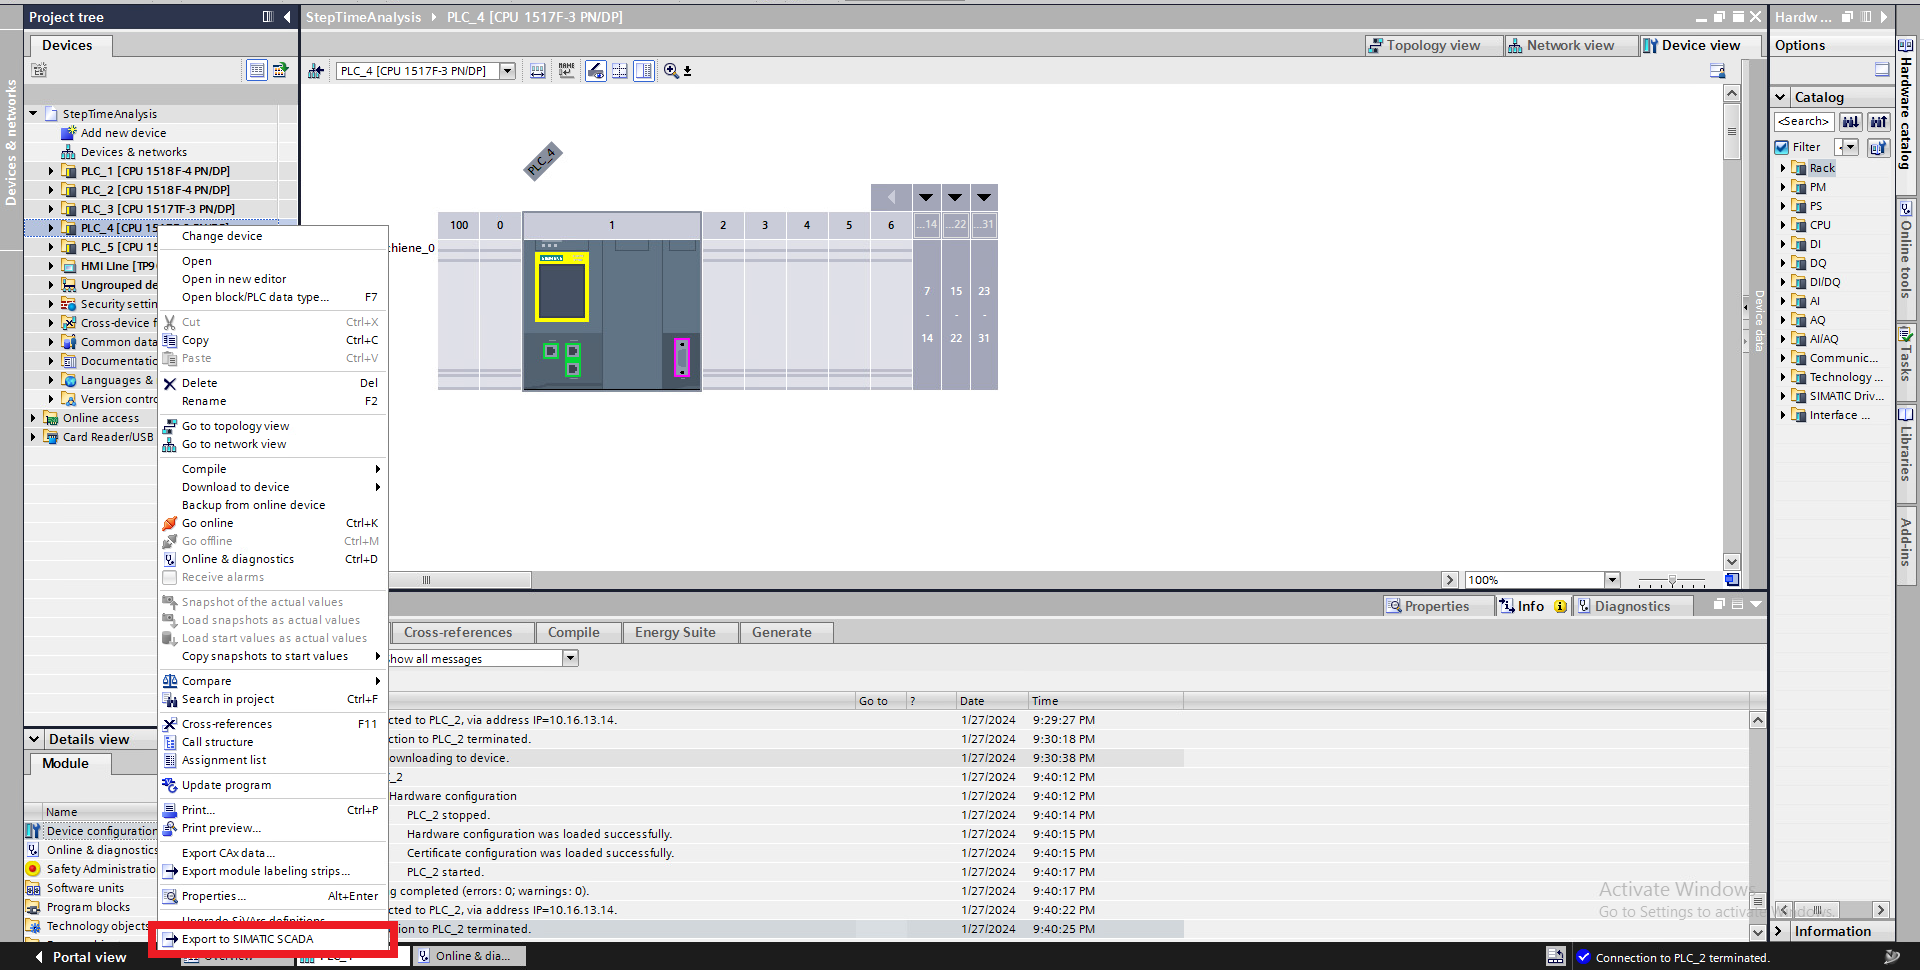 Project tree
StepTimeAnalysis ▸ PLC_4 [CPU 1517F-3 PN/DP]
Hardw ...
Devices
Topology view
Network view
Device view
Options
PLC_4 [CPU 1517F-3 PN/DP]
Devices & networks
StepTimeAnalysis
Add new device
Devices & networks
PLC_1 [CPU 1518F-4 PN/DP]
PLC_2 [CPU 1518F-4 PN/DP]
PLC_3 [CPU 1517TF-3 PN/DP]
PLC_4 [CPU
PLC_5 [CPU 15
HMI LIne [TP9
Ungrouped de
Security settin
Cross-device f
Common data
Documentatio
Languages &
Version contro
Online access
Card Reader/USB
Change device
Open
Open in new editor
Open block/PLC data type... F7
Cut Ctrl+X
Copy Ctrl+C
Paste Ctrl+V
Delete Del
Rename F2
Go to topology view
Go to network view
Compile
Download to device
Backup from online device
Go online Ctrl+K
Go offline Ctrl+M
Online & diagnostics Ctrl+D
Receive alarms
Snapshot of the actual values
Load snapshots as actual values
Load start values as actual values
Copy snapshots to start values
Compare
Search in project Ctrl+F
Cross-references F11
Call structure
Assignment list
Update program
Print... Ctrl+P
Print preview...
Export CAx data...
Export module labeling strips...
Properties... Alt+Enter
Upgrade SiVArc definitions
Export to SIMATIC SCADA
PLC_4
100 0 1 2 3 4 5 6 ...14 ...22 ...31
hiene_0
SIEMENS
7 15 23
- - -
14 22 31
Device data
100%
Catalog
<Search>
Filter
Rack
PM
PS
CPU
DI
DQ
DI/DQ
AI
AQ
AI/AQ
Communic...
Technology ...
SIMATIC Driv...
Interface ...
Information
Hardware catalog
Online tools
Tasks
Libraries
Add-ins
Properties
Info
Diagnostics
Cross-references
Compile
Energy Suite
Generate
how all messages
Go to ? Date Time
cted to PLC_2, via address IP=10.16.13.14. 1/27/2024 9:29:27 PM
ction to PLC_2 terminated. 1/27/2024 9:30:18 PM
ownloading to device. 1/27/2024 9:30:38 PM
_2 1/27/2024 9:40:12 PM
Hardware configuration 1/27/2024 9:40:12 PM
PLC_2 stopped. 1/27/2024 9:40:14 PM
Hardware configuration was loaded successfully. 1/27/2024 9:40:15 PM
Certificate configuration was loaded successfully. 1/27/2024 9:40:15 PM
PLC_2 started. 1/27/2024 9:40:17 PM
g completed (errors: 0; warnings: 0). 1/27/2024 9:40:17 PM
cted to PLC_2, via address IP=10.16.13.14. 1/27/2024 9:40:22 PM
tion to PLC_2 terminated. 1/27/2024 9:40:25 PM
Activate Windows
Go to Settings to activate Windows.
Details view
Module
Name
Device configuration
Online & diagnostics
Safety Administratio
Software units
Program blocks
Technology objects
Portal view
Overview
Online & dia...
Connection to PLC_2 terminated.